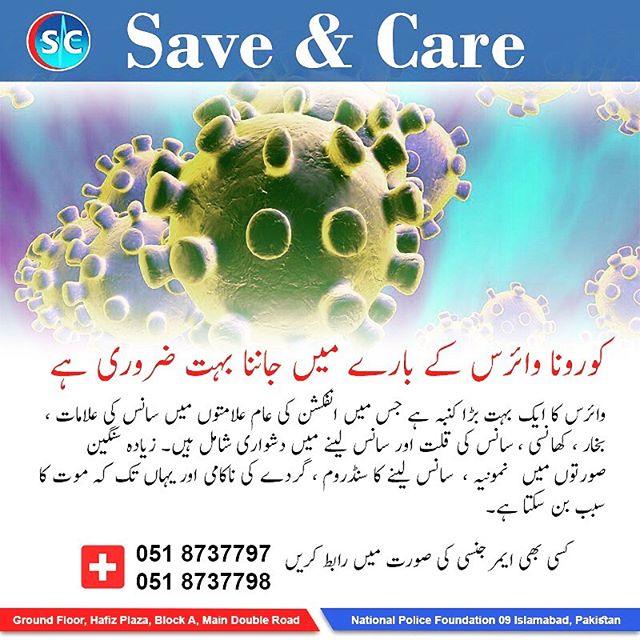 SC
Save & Care
کورونا وائرس کے بارے میں جاننا بہت ضروری ہے
وائرس کا ایک بہت بڑا کنبہ ہے جس میں انفکشن کی عام علامتوں میں سانس کی علامات ،
بخار ، کھانسی ، سانس کی قلت اور سانس لینے میں دشواری شامل ہیں۔ زیادہ سنگین
صورتوں میں نمونیہ ، سانس لینے کا سنڈروم ، گردے کی ناکامی اور یہاں تک کہ موت کا
سبب بن سکتا ہے۔
کسی بھی ایمر جنسی کی صورت میں رابط کریں
051 8737797
051 8737798
Ground Floor, Hafiz Plaza, Block A, Main Double Road
National Police Foundation 09 Islamabad, Pakistan